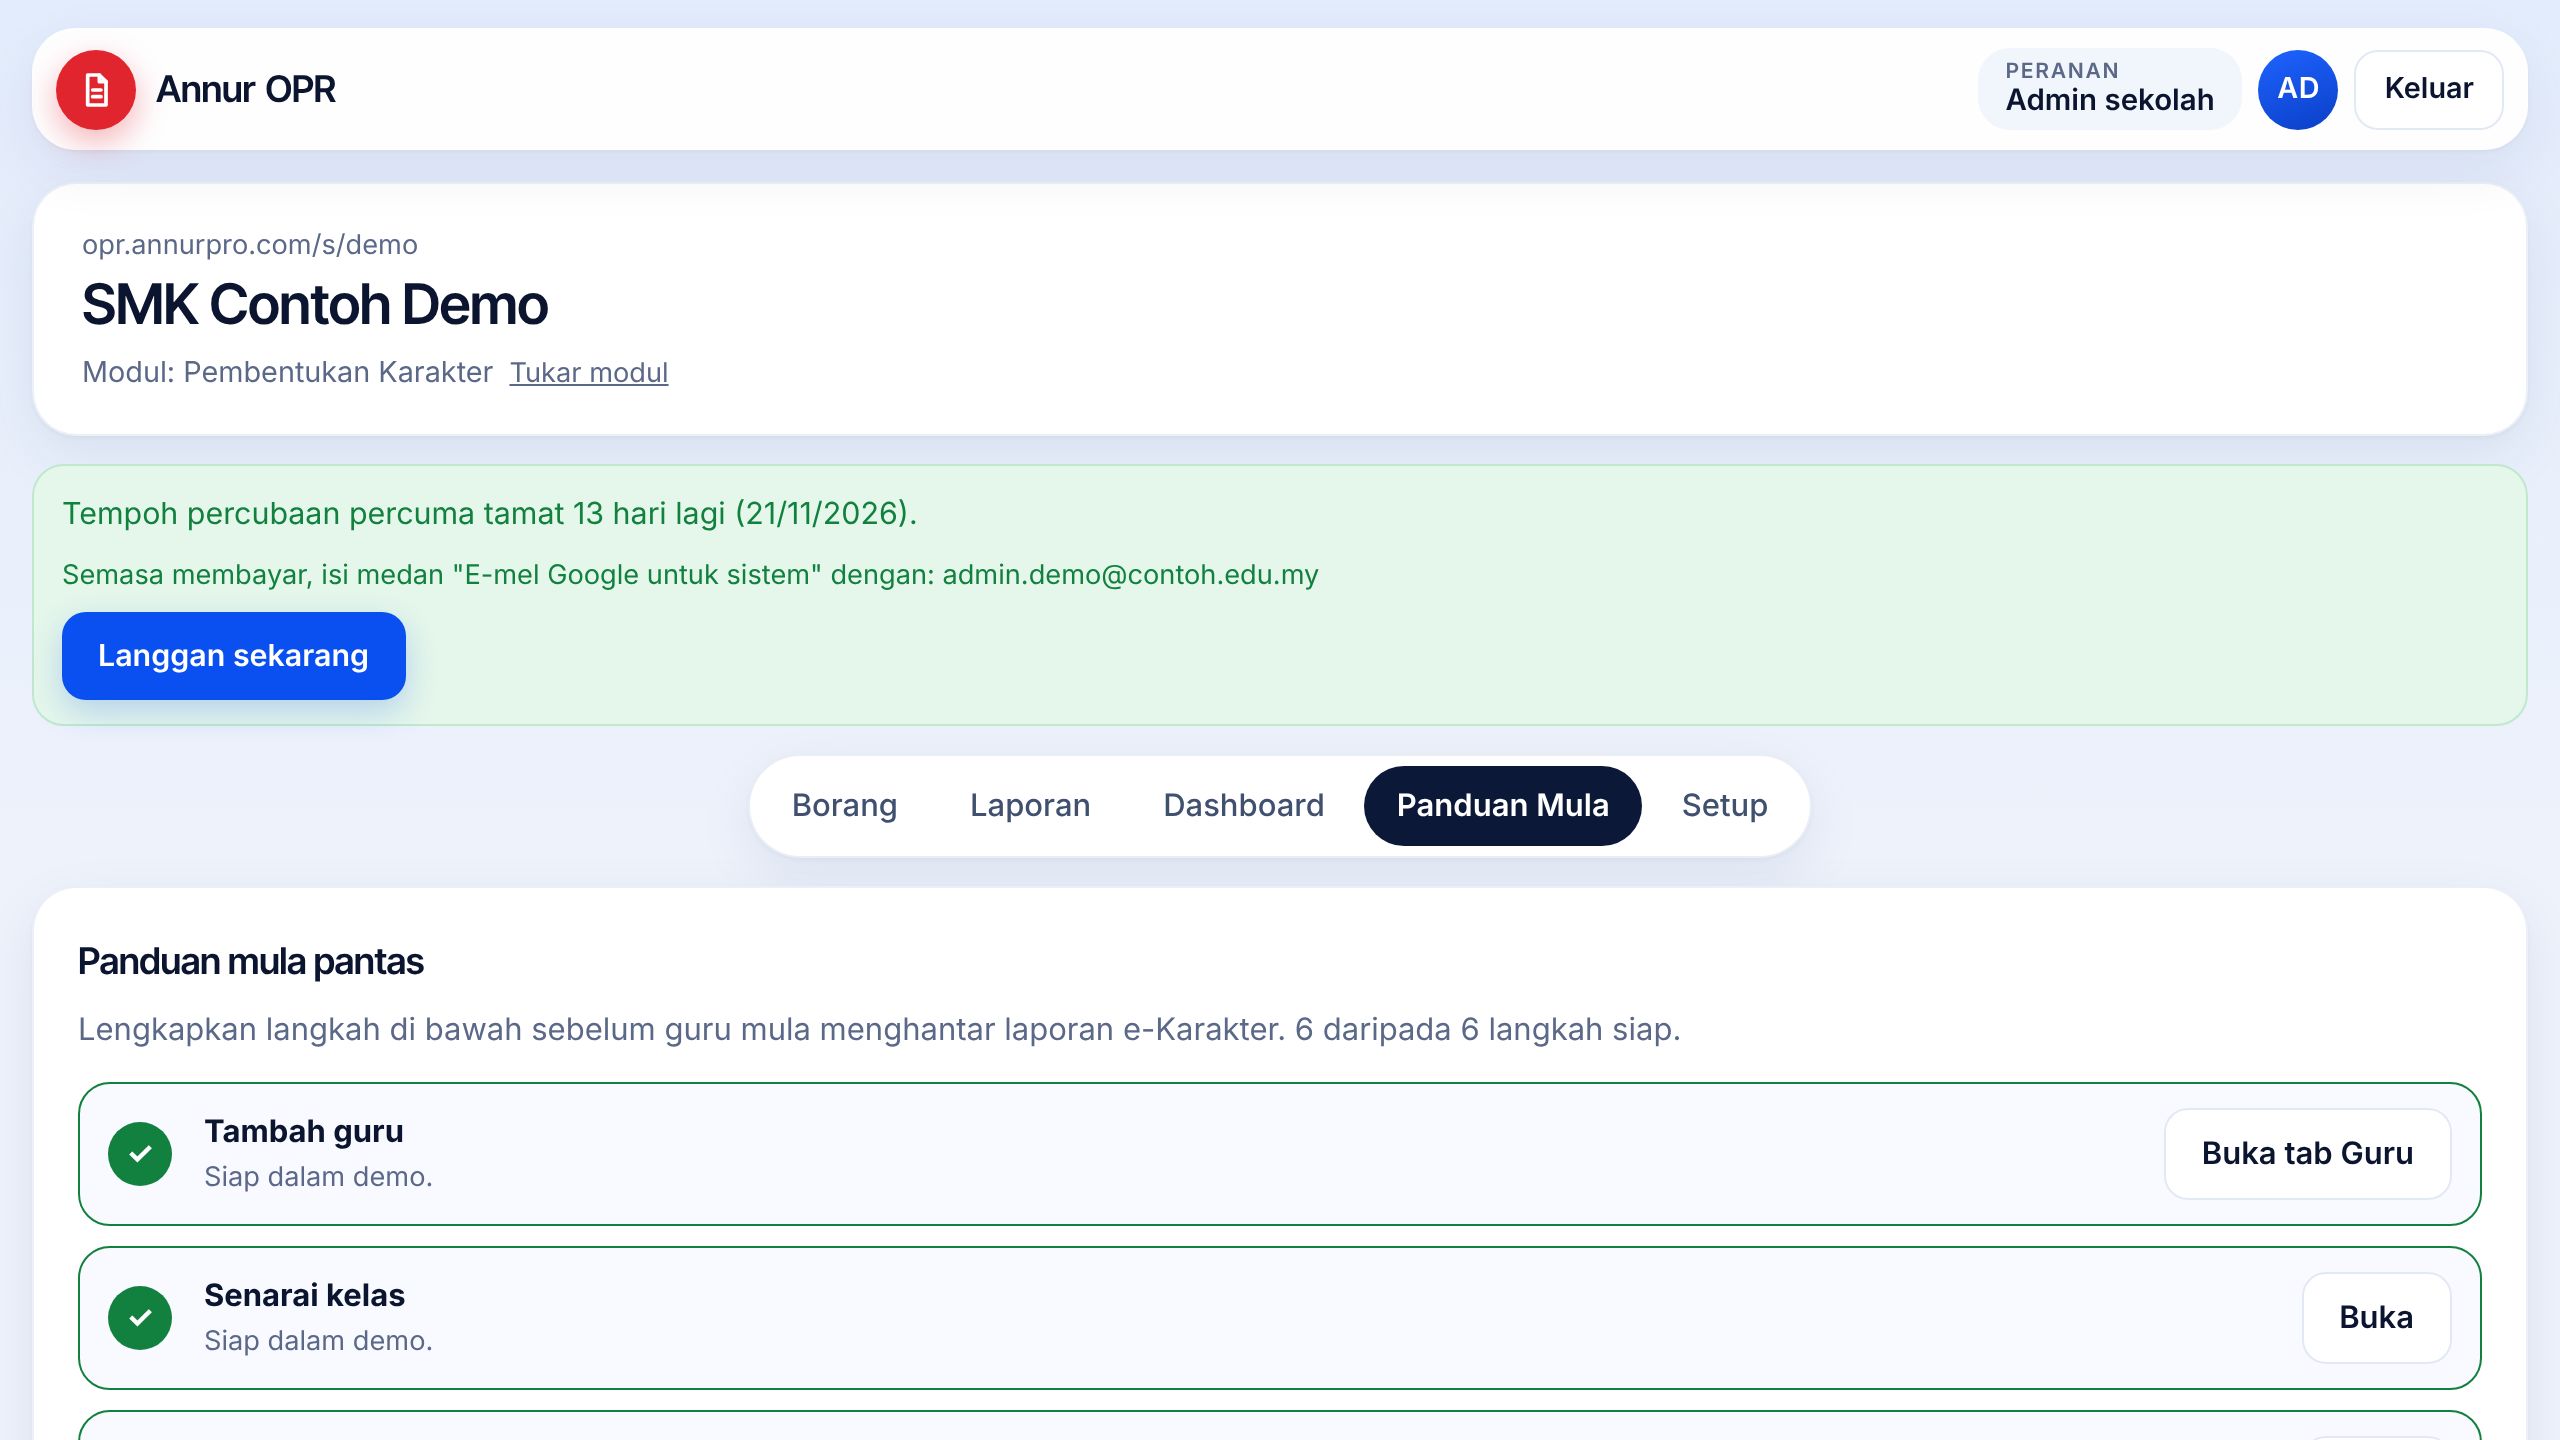 Annur OPR
PERANAN
Admin sekolah
AD
Keluar
opr.annurpro.com/s/demo
SMK Contoh Demo
Modul: Pembentukan Karakter Tukar modul
Tempoh percubaan percuma tamat 13 hari lagi (21/11/2026).
Semasa membayar, isi medan "E-mel Google untuk sistem" dengan: admin.demo@contoh.edu.my
Langgan sekarang
Borang Laporan Dashboard Panduan Mula Setup
Panduan mula pantas
Lengkapkan langkah di bawah sebelum guru mula menghantar laporan e-Karakter. 6 daripada 6 langkah siap.
Tambah guru
Siap dalam demo.
Buka tab Guru
Senarai kelas
Siap dalam demo.
Buka